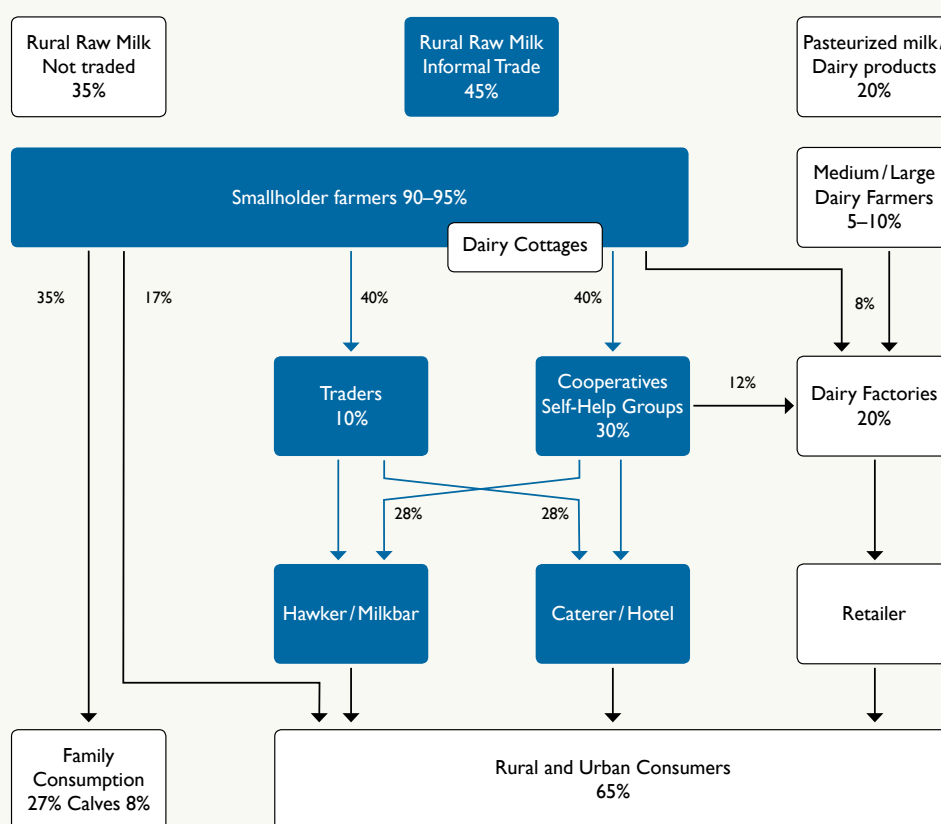 Rural Raw Milk
Not traded
35%
Rural Raw Milk
Informal Trade
45%
Pasteurized milk/
Dairy products
20%
Smallholder farmers 90–95%
Medium/Large
Dairy Farmers
5–10%
Dairy Cottages
35%
17%
40%
40%
8%
Traders
10%
Cooperatives
Self-Help Groups
30%
12%
Dairy Factories
20%
28%
28%
Hawker/Milkbar
Caterer/Hotel
Retailer
Family
Consumption
27% Calves 8%
Rural and Urban Consumers
65%